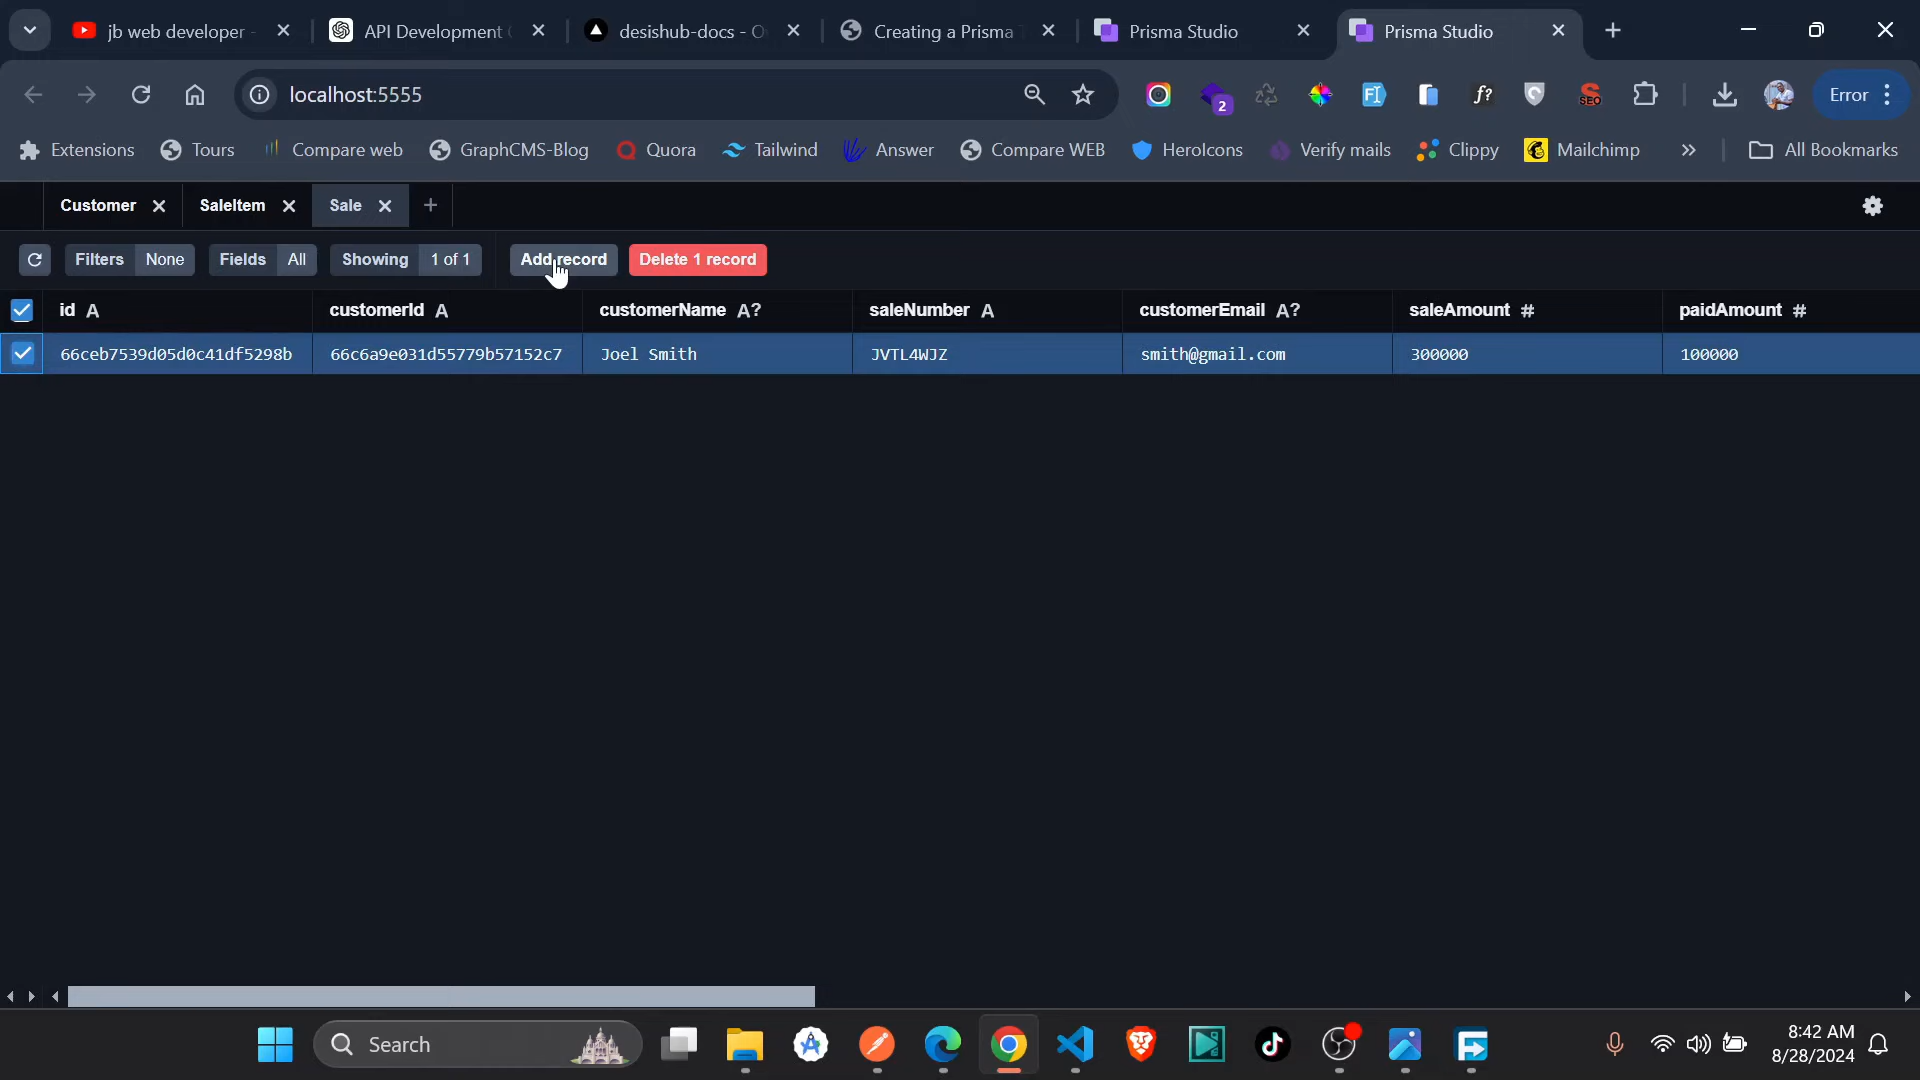 jb web developer -
API Development (
desishub-docs - O
Creating a Prisma T
Prisma Studio
Prisma Studio
localhost:5555
2
f?
SEO
Error
Extensions
Tours
Compare web
GraphCMS-Blog
Quora
Tailwind
Answer
Compare WEB
HeroIcons
Verify mails
Clippy
Mailchimp
All Bookmarks
Customer
SaleItem
Sale
Filters None
Fields All
Showing 1 of 1
Add record
Delete 1 record
id A
customerId A
customerName A?
saleNumber A
customerEmail A?
saleAmount #
paidAmount #
66ceb7539d05d0c41df5298b
66c6a9e031d55779b57152c7
Joel Smith
JVTL4WJZ
smith@gmail.com
300000
100000
Search
8:42 AM
8/28/2024